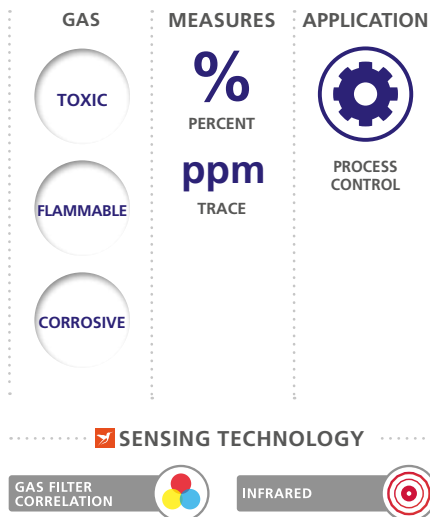 GAS
TOXIC
FLAMMABLE
CORROSIVE
MEASURES
%
PERCENT
ppm
TRACE
APPLICATION
PROCESS
CONTROL
SENSING TECHNOLOGY
GAS FILTER
CORRELATION
INFRARED